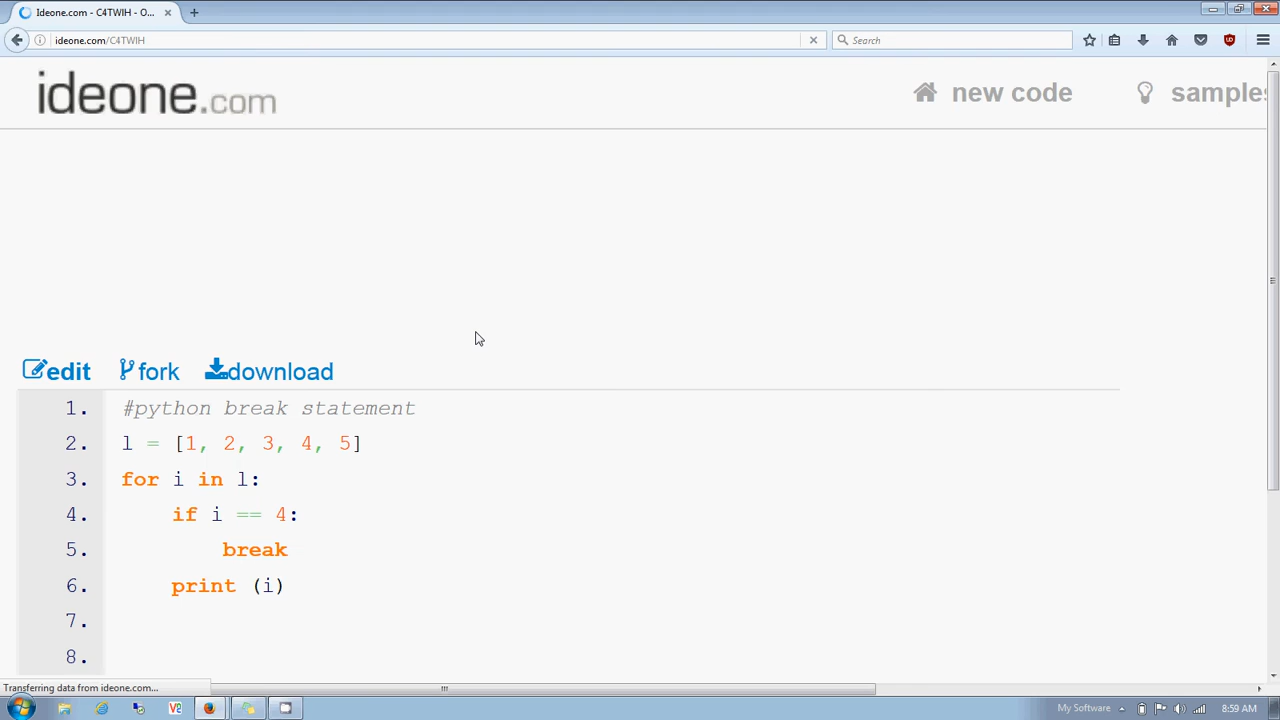 Ideone.com - C4TWIH - O...
ideone.com/C4TWIH
Search
ideone.com
new code
samples
edit
fork
download
1. #python break statement
2. l = [1, 2, 3, 4, 5]
3. for i in l:
4. if i == 4:
5. break
6. print (i)
7.
8.
Transferring data from ideone.com...
My Software
8:59 AM